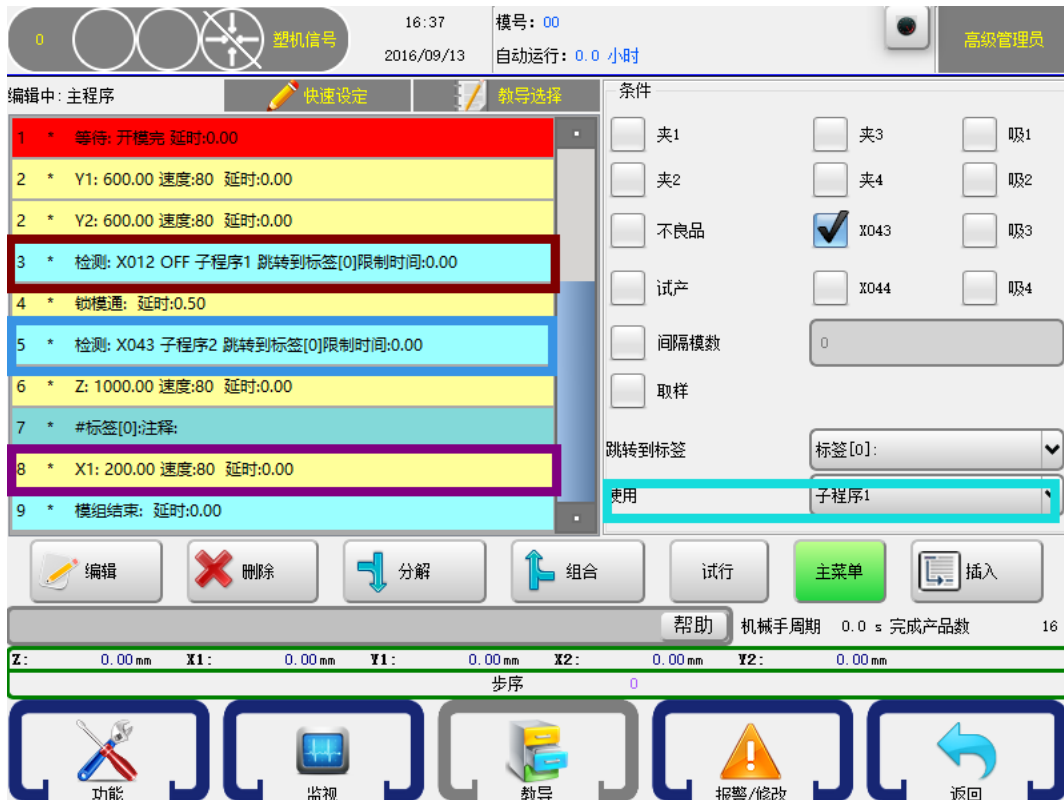 0 塑机信号 16:37 模号: 00 高级管理员
2016/09/13 自动运行: 0.0 小时
编辑中: 主程序 快速设定 教导选择
1 * 等待: 开模完 延时:0.00
2 * Y1: 600.00 速度:80 延时:0.00
2 * Y2: 600.00 速度:80 延时:0.00
3 * 检测: X012 OFF 子程序1 跳转到标签[0]限制时间:0.00
4 * 锁模通: 延时:0.50
5 * 检测: X043 子程序2 跳转到标签[0]限制时间:0.00
6 * Z: 1000.00 速度:80 延时:0.00
7 * #标签[0]:注释:
8 * X1: 200.00 速度:80 延时:0.00
9 * 模组结束: 延时:0.00
条件
夹1 夹3 吸1
夹2 夹4 吸2
不良品 X043 吸3
试产 X044 吸4
间隔模数 0
取样
跳转到标签 标签[0]:
使用 子程序1
编辑 删除 分解 组合 试行 主菜单 插入
帮助 机械手周期 0.0 s 完成产品数 16
Z: 0.00mm X1: 0.00mm Y1: 0.00mm X2: 0.00mm Y2: 0.00mm
步序 0
功能 监视 教导 报警/修改 返回